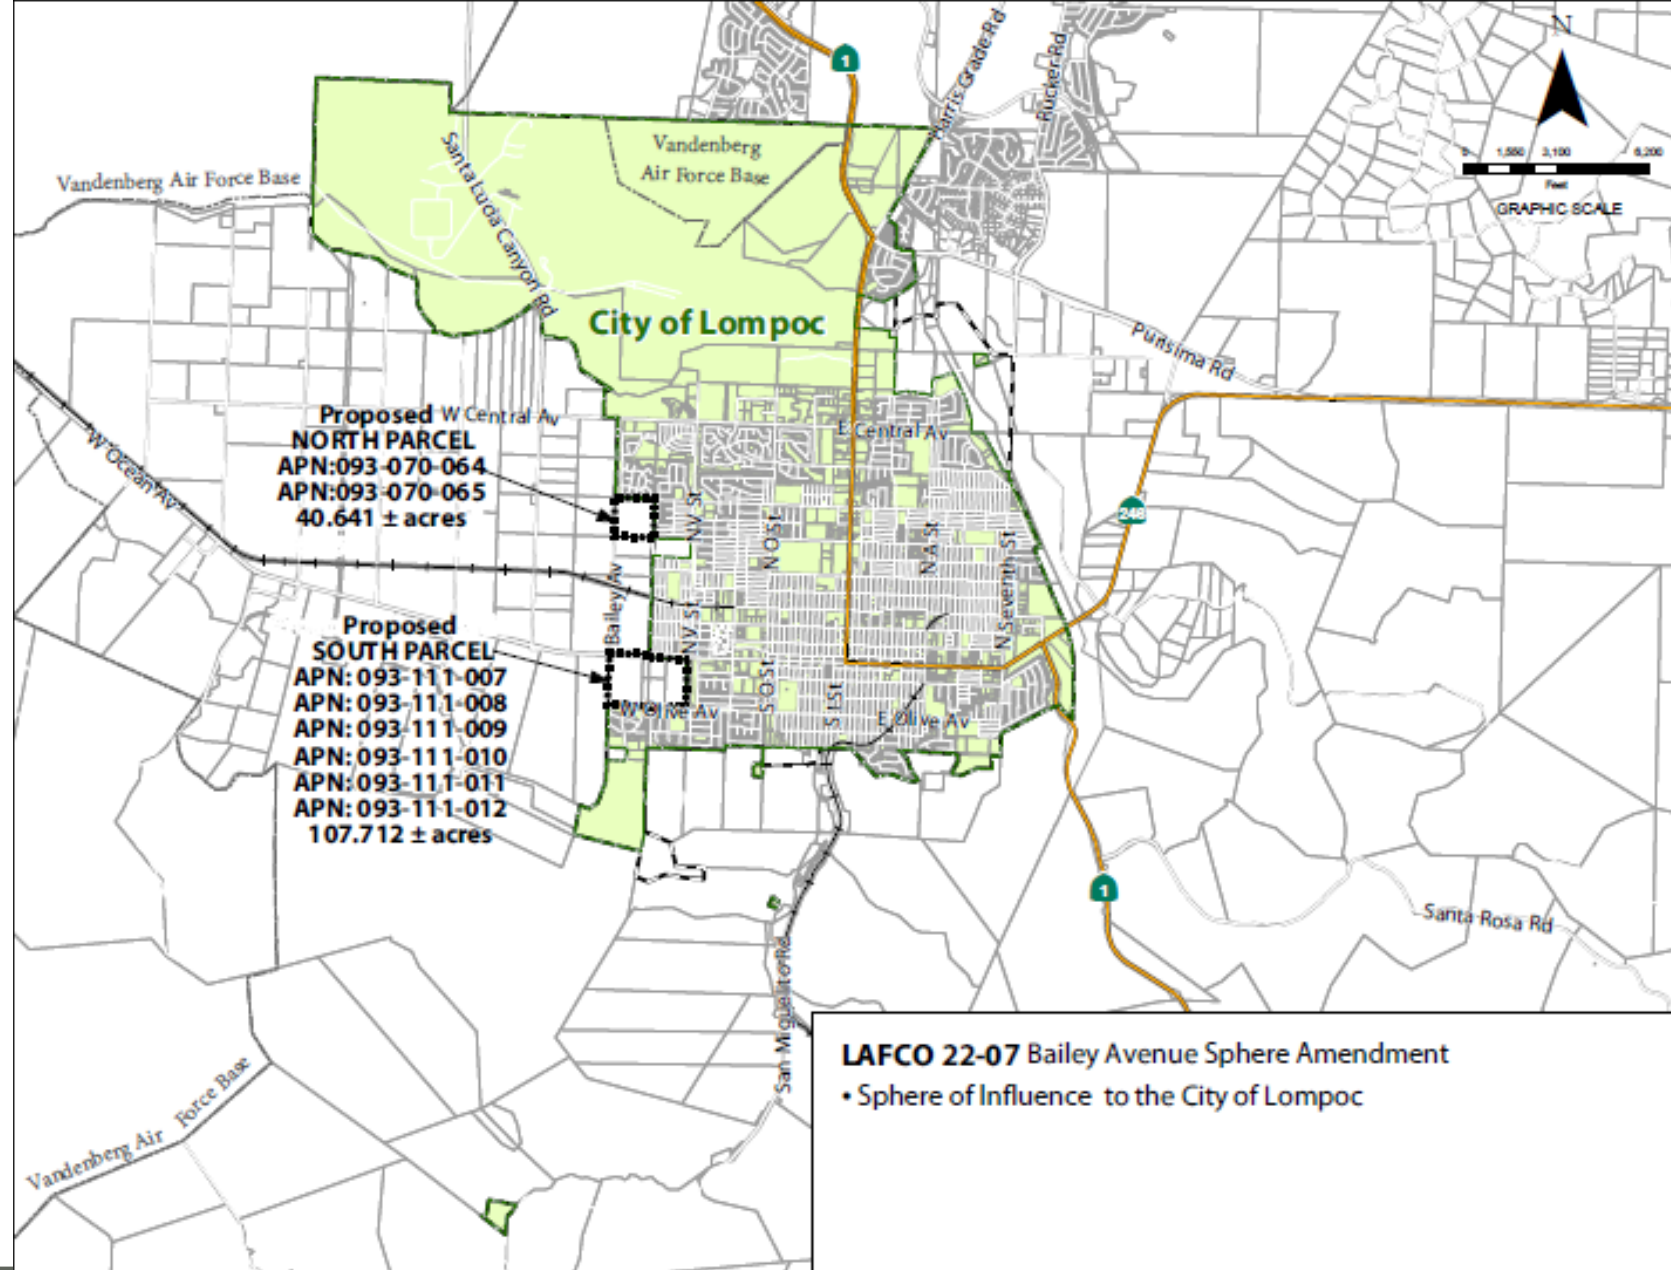 1
N
Harris Grade Rd
Rucker Rd
Vandenberg
Air Force Base
Santa Lucia Canyon Rd
Vandenberg Air Force Base
0 1,550 3,100 6,200
Feet
GRAPHIC SCALE
City of Lompoc
Purisima Rd
Proposed
NORTH PARCEL
APN:093-070-064
APN:093-070-065
40.641 ± acres
W Central Av
E Central Av
W Ocean Av
N V St
N O St
N A St
N Seventh St
246
Bailey Av
N V St
Proposed
SOUTH PARCEL
APN: 093-111-007
APN: 093-111-008
APN: 093-111-009
APN: 093-111-010
APN: 093-111-011
APN: 093-111-012
107.712 ± acres
S O St
S I St
W Olive Av
E Olive Av
1
Santa Rosa Rd
San Miguelito Rd
Vandenberg Air Force Base
LAFCO 22-07 Bailey Avenue Sphere Amendment
• Sphere of Influence to the City of Lompoc